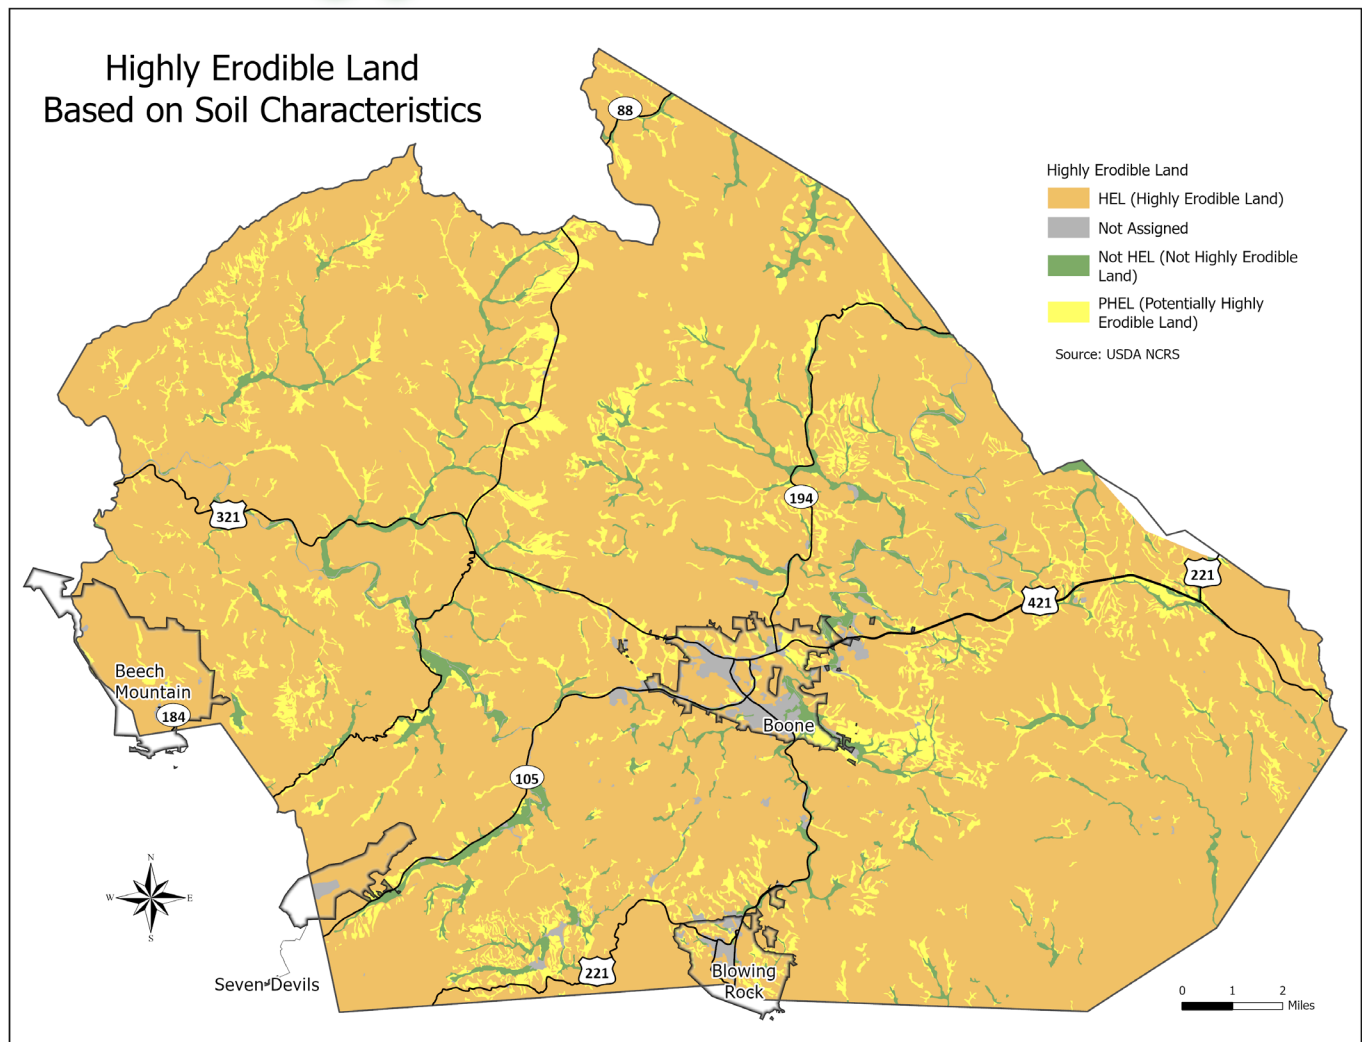 Highly Erodible Land
Based on Soil Characteristics
88
Highly Erodible Land
HEL (Highly Erodible Land)
Not Assigned
Not HEL (Not Highly Erodible
Land)
PHEL (Potentially Highly
Erodible Land)
Source: USDA NCRS
194
321
221
421
Beech
Mountain
184
Boone
105
N
W
E
S
Seven Devils
221
Blowing
Rock
0
1
2
Miles